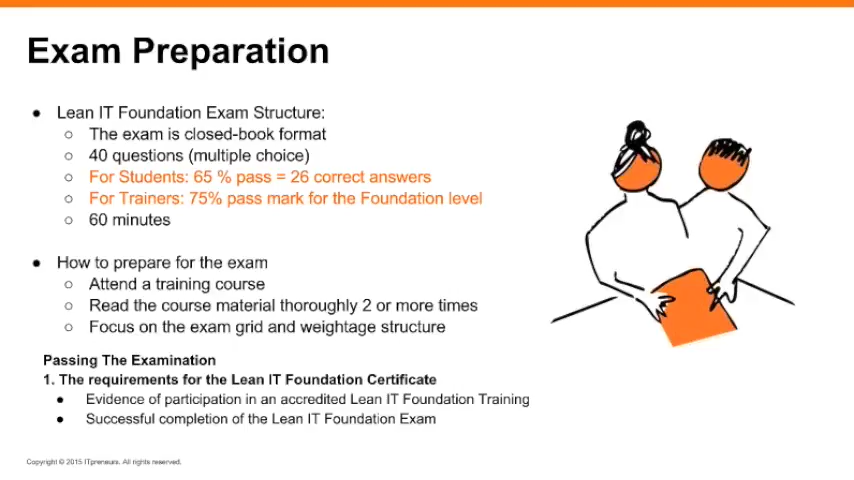 Exam Preparation
● Lean IT Foundation Exam Structure:
○ The exam is closed-book format
○ 40 questions (multiple choice)
○ For Students: 65 % pass = 26 correct answers
○ For Trainers: 75% pass mark for the Foundation level
○ 60 minutes
● How to prepare for the exam
○ Attend a training course
○ Read the course material thoroughly 2 or more times
○ Focus on the exam grid and weightage structure
Passing The Examination
1. The requirements for the Lean IT Foundation Certificate
● Evidence of participation in an accredited Lean IT Foundation Training
● Successful completion of the Lean IT Foundation Exam
Copyright © 2015 ITpreneurs. All rights reserved.